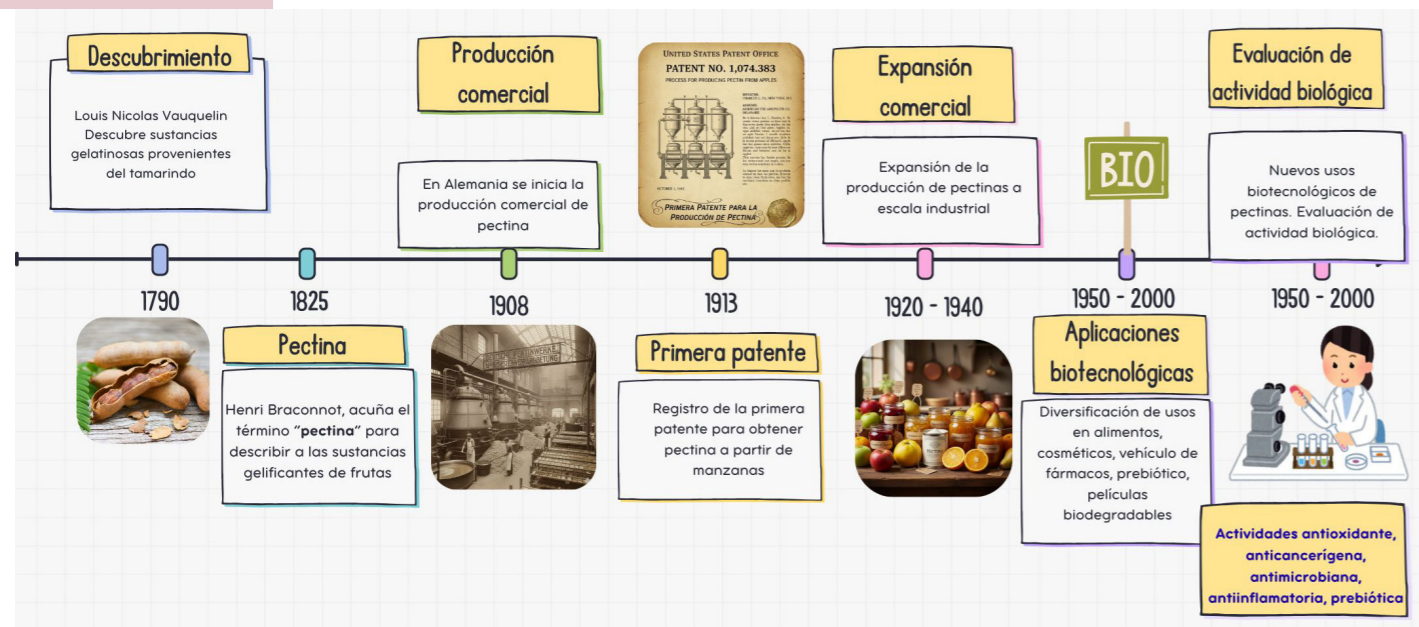 Descubrimiento
Louis Nicolas Vauquelin
Descubre sustancias
gelatinosas provenientes
del tamarindo
1790
1825
Pectina
Henri Braconnot, acuña el
término "pectina" para
describir a las sustancias
gelificantes de frutas
Producción
comercial
En Alemania se inicia la
producción comercial de
pectina
1908
UNITED STATES PATENT OFFICE
PATENT NO. 1,074.383
PROCESS FOR PRODUCING PECTIN FROM APPLES
PRIMERA PATENTE PARA LA
PRODUCCIÓN DE PECTINA
1913
Primera patente
Registro de la primera
patente para obtener
pectina a partir de
manzanas
Expansión
comercial
Expansión de la
producción de pectinas a
escala industrial
1920 - 1940
BIO
1950 - 2000
Aplicaciones
biotecnológicas
Diversificación de usos
en alimentos,
cosméticos, vehículo de
fármacos, prebiótico,
películas
biodegradables
Evaluación de
actividad biológica
Nuevos usos
biotecnológicos de
pectinas. Evaluación de
actividad biológica.
1950 - 2000
Actividades antioxidante,
anticancerígena,
antimicrobiana,
antiinflamatoria, prebiótica